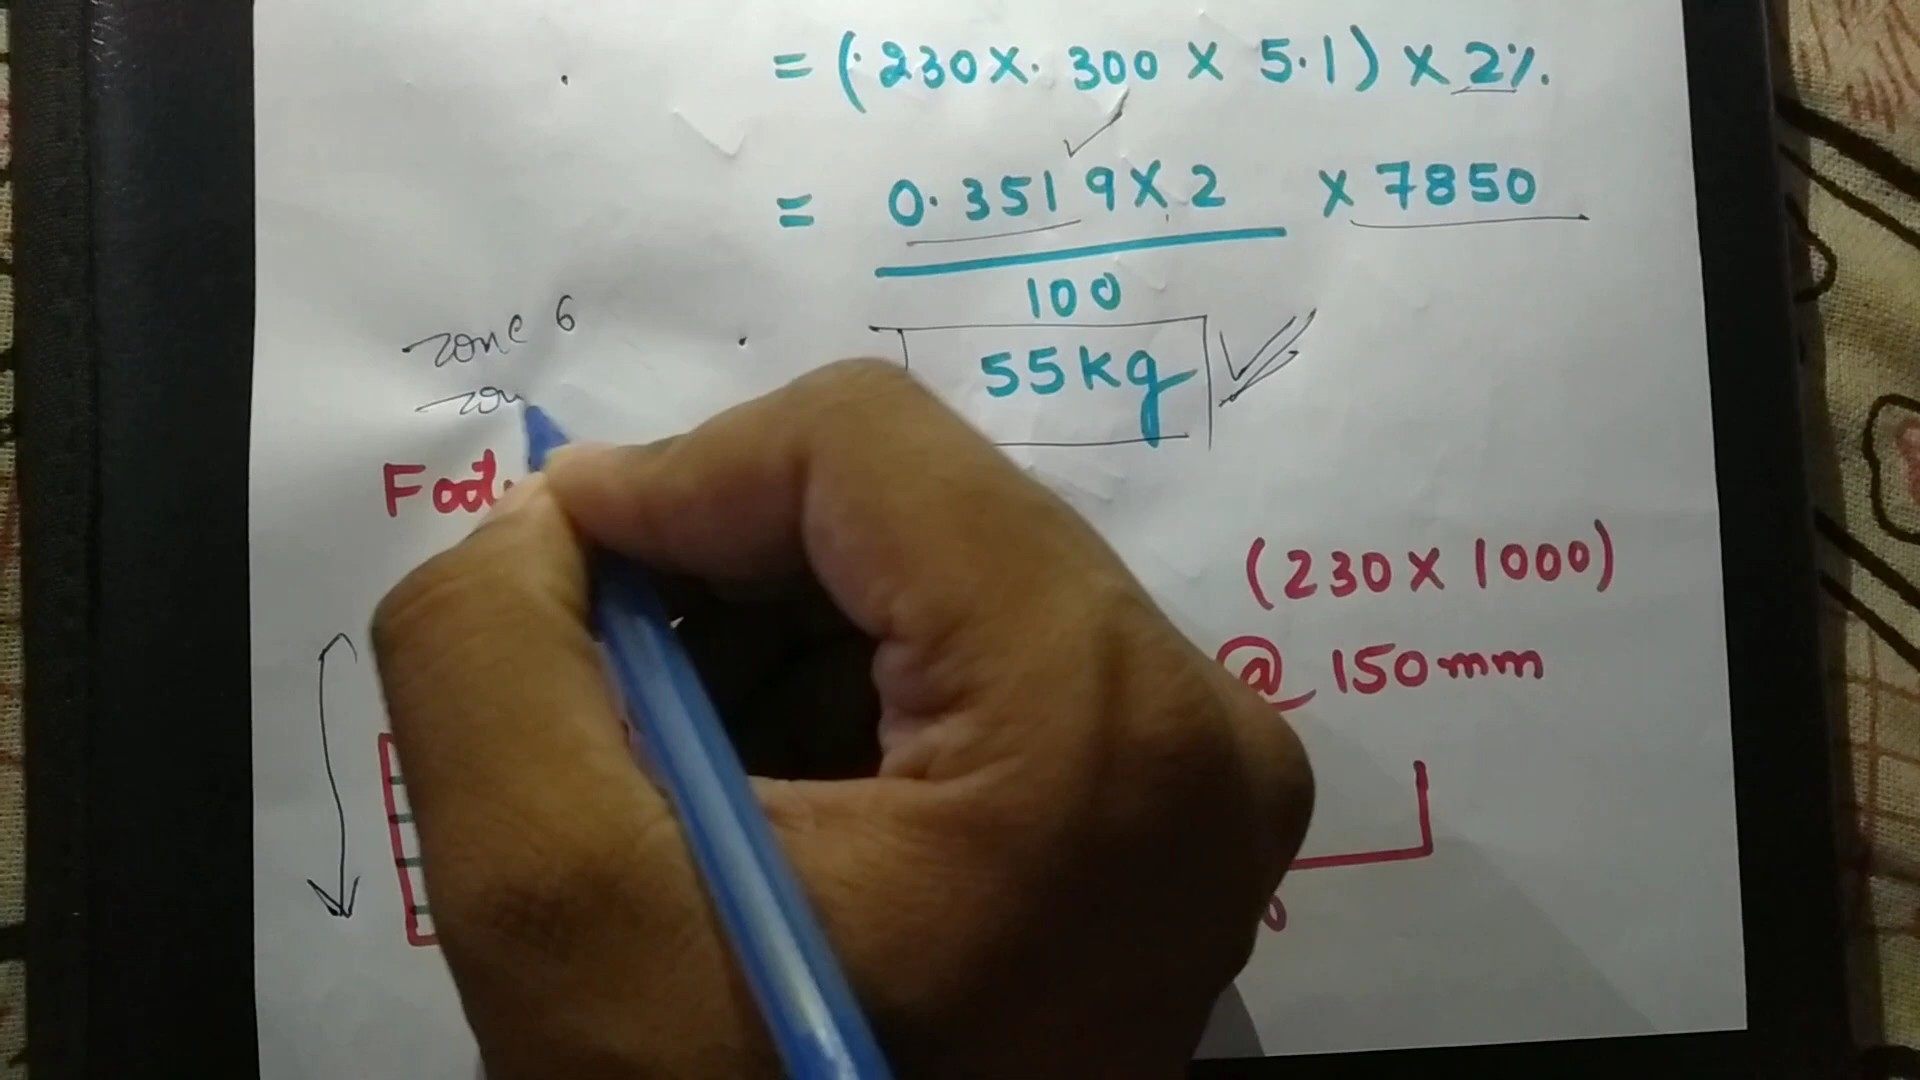 = (.230 X .300 X 5.1) X 2%.
= 0.3519 X 2 X 7850
100
zone 6
55kg
(230 X 1000)
@ 150mm